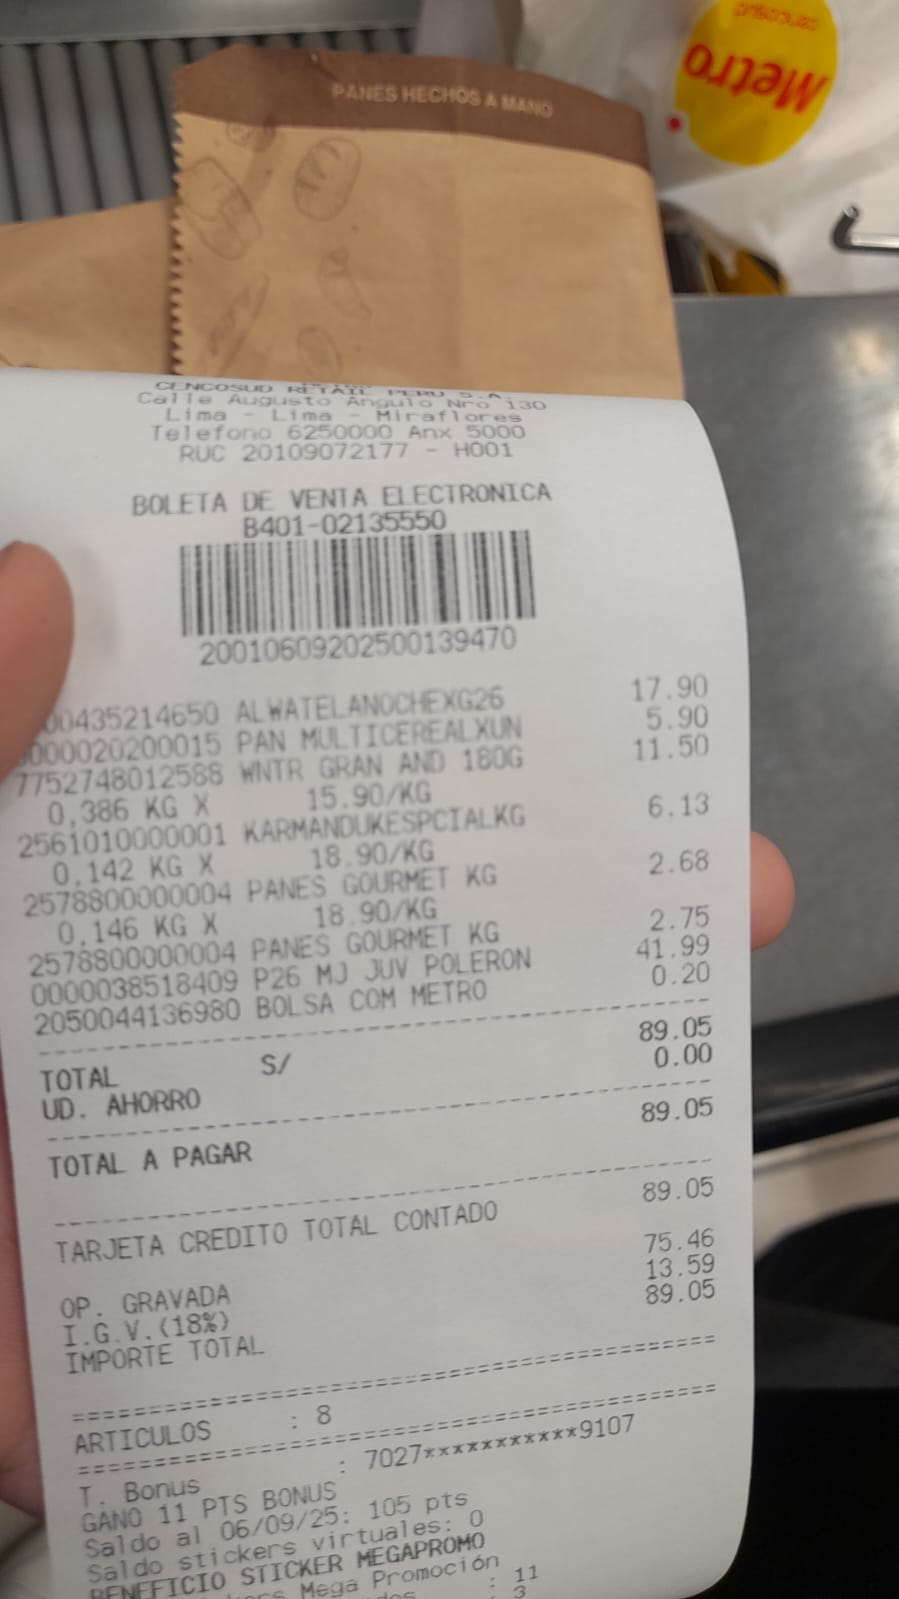 cencosud
Metro
PANES HECHOS A MANO
CENCOSUD RETAIL PERU S.A.
Calle Augusto Angulo Nro 130
Lima - Lima - Miraflores
Telefono 6250000 Anx 5000
RUC 20109072177 - H001
BOLETA DE VENTA ELECTRONICA
B401-02135550
20010609202500139470
00435214650 ALWATELANOCHEXG26 17.90
000020200015 PAN MULTICEREALXUN 5.90
7752748012588 WNTR GRAN AND 180G 11.50
0,386 KG X 15.90/KG
2561010000001 KARMANDUKESPCIALKG 6.13
0,142 KG X 18.90/KG
2578800000004 PANES GOURMET KG 2.68
0,146 KG X 18.90/KG
2578800000004 PANES GOURMET KG 2.75
0000038518409 P26 MJ JUV POLERON 41.99
2050044136980 BOLSA COM METRO 0.20
TOTAL S/ 89.05
UD. AHORRO 0.00
TOTAL A PAGAR 89.05
TARJETA CREDITO TOTAL CONTADO 89.05
OP. GRAVADA 75.46
I.G.V.(18%) 13.59
IMPORTE TOTAL 89.05
ARTICULOS : 8
T. Bonus : 7027***********9107
GANO 11 PTS BONUS
Saldo al 06/09/25: 105 pts
Saldo stickers virtuales: 0
BENEFICIO STICKER MEGAPROMO
Mega Promoción : 11
3